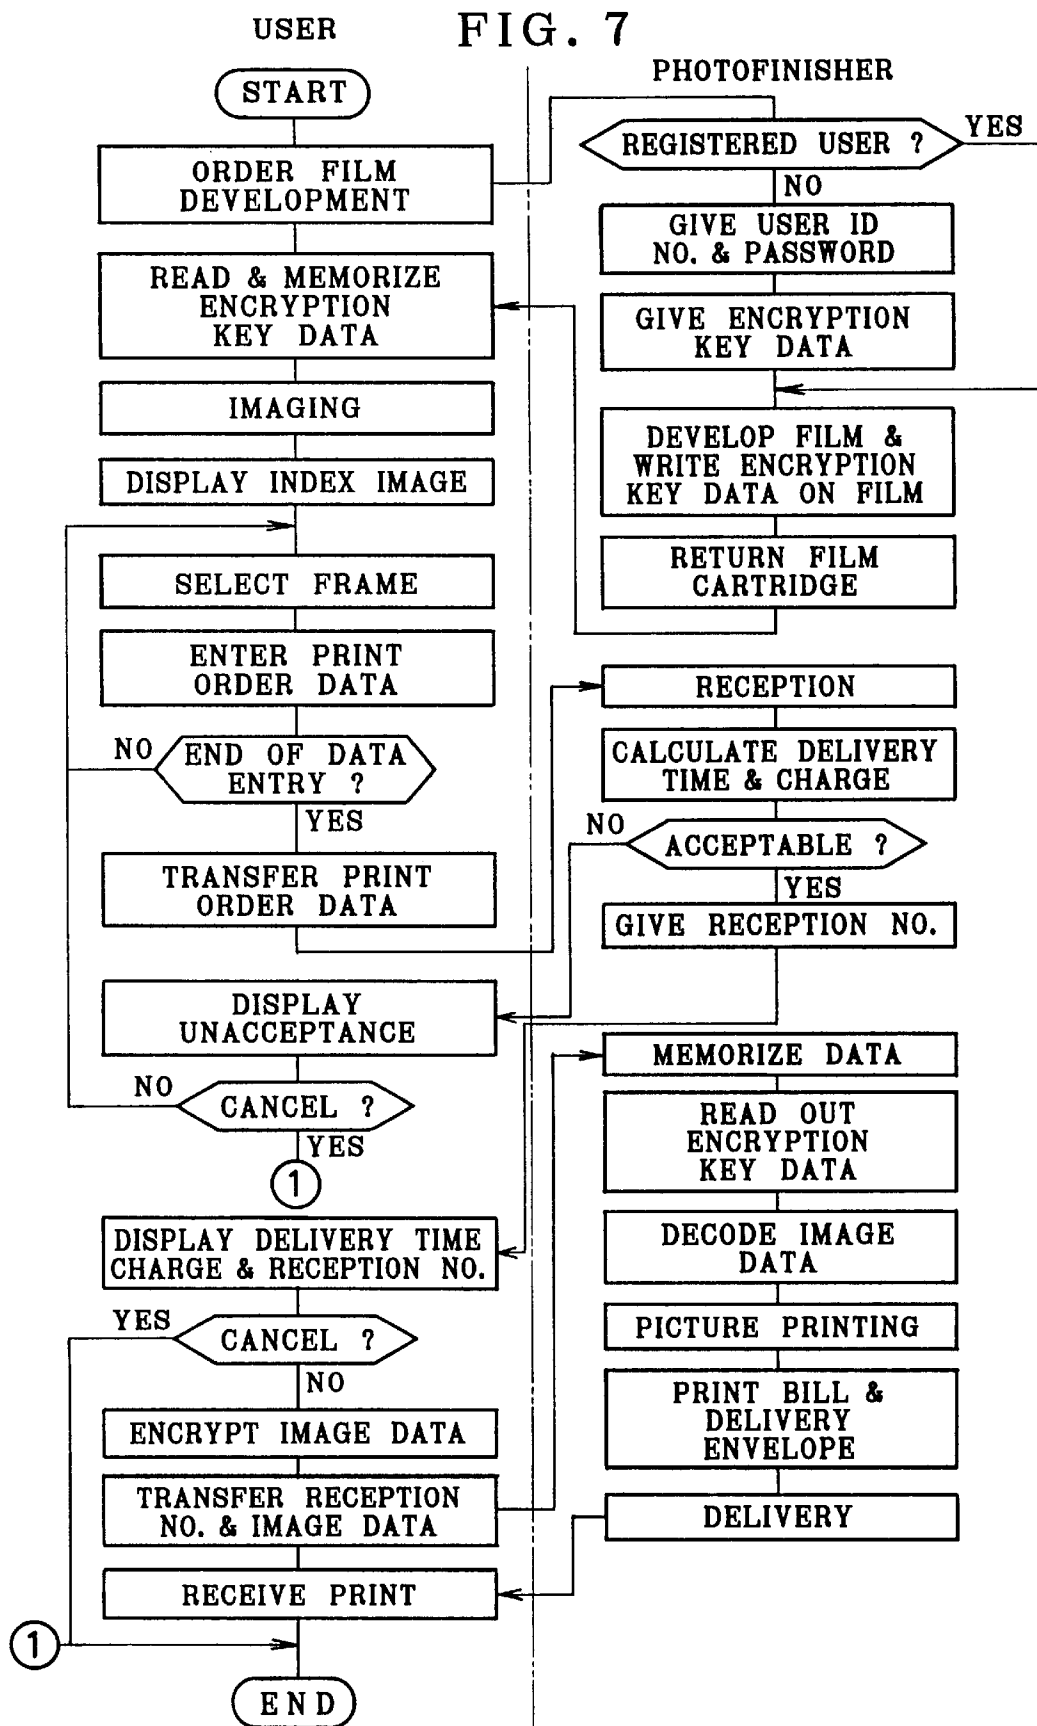 FIG. 7
USER
START
ORDER FILM
DEVELOPMENT
READ & MEMORIZE
ENCRYPTION
KEY DATA
IMAGING
DISPLAY INDEX IMAGE
SELECT FRAME
ENTER PRINT
ORDER DATA
NO
END OF DATA
ENTRY ?
YES
TRANSFER PRINT
ORDER DATA
DISPLAY
UNACCEPTANCE
NO
CANCEL ?
YES
1
DISPLAY DELIVERY TIME
CHARGE & RECEPTION NO.
YES
CANCEL ?
NO
ENCRYPT IMAGE DATA
TRANSFER RECEPTION
NO. & IMAGE DATA
RECEIVE PRINT
1
END
PHOTOFINISHER
REGISTERED USER ?
YES
NO
GIVE USER ID
NO. & PASSWORD
GIVE ENCRYPTION
KEY DATA
DEVELOP FILM &
WRITE ENCRYPTION
KEY DATA ON FILM
RETURN FILM
CARTRIDGE
RECEPTION
CALCULATE DELIVERY
TIME & CHARGE
NO
ACCEPTABLE ?
YES
GIVE RECEPTION NO.
MEMORIZE DATA
READ OUT
ENCRYPTION
KEY DATA
DECODE IMAGE
DATA
PICTURE PRINTING
PRINT BILL &
DELIVERY
ENVELOPE
DELIVERY